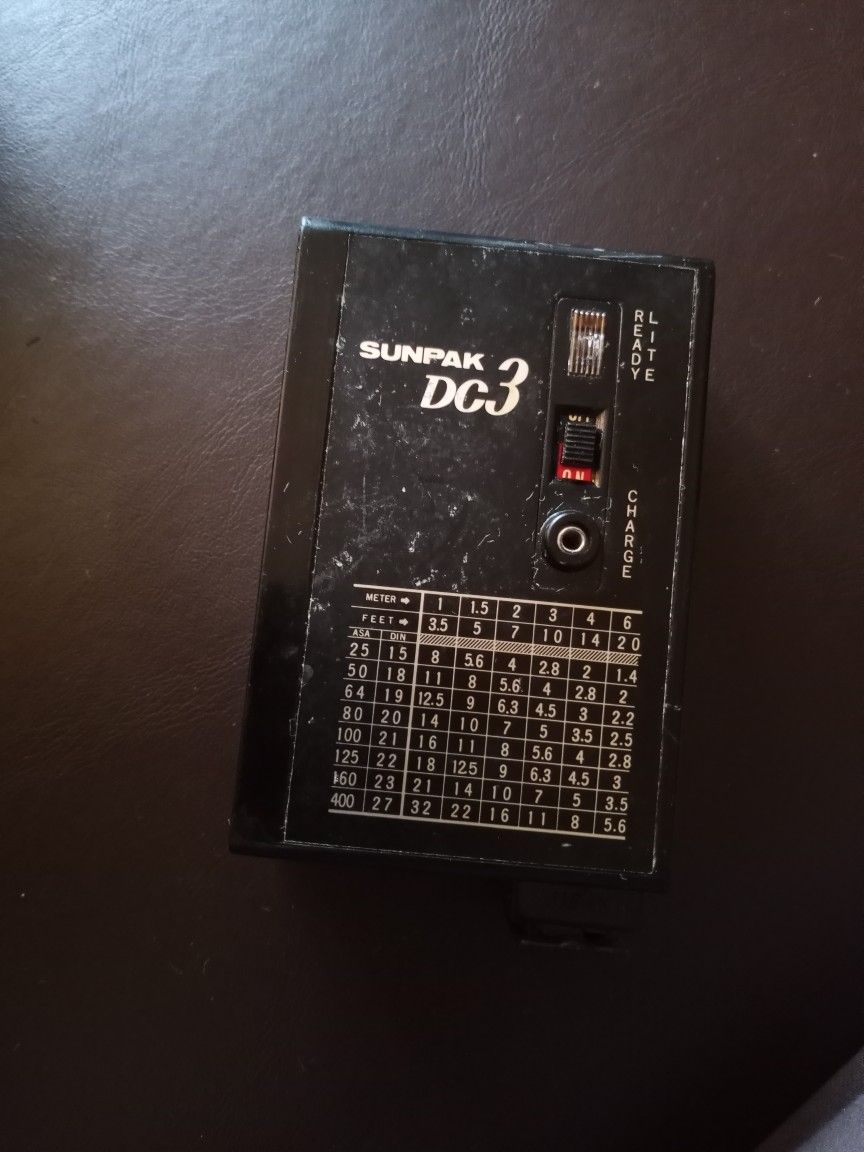 SUNPAK
DC3
READY
LITE
OFF
ON
CHARGE
METER ➡ 1 1.5 2 3 4 6
FEET ➡ 3.5 5 7 10 14 20
ASA DIN
25 15 8 5.6 4 2.8 2 1.4
50 18 11 8 5.6 4 2.8 2
64 19 12.5 9 6.3 4.5 3 2.2
80 20 14 10 7 5 3.5 2.5
100 21 16 11 8 5.6 4 2.8
125 22 18 12.5 9 6.3 4.5 3
160 23 21 14 10 7 5 3.5
400 27 32 22 16 11 8 5.6